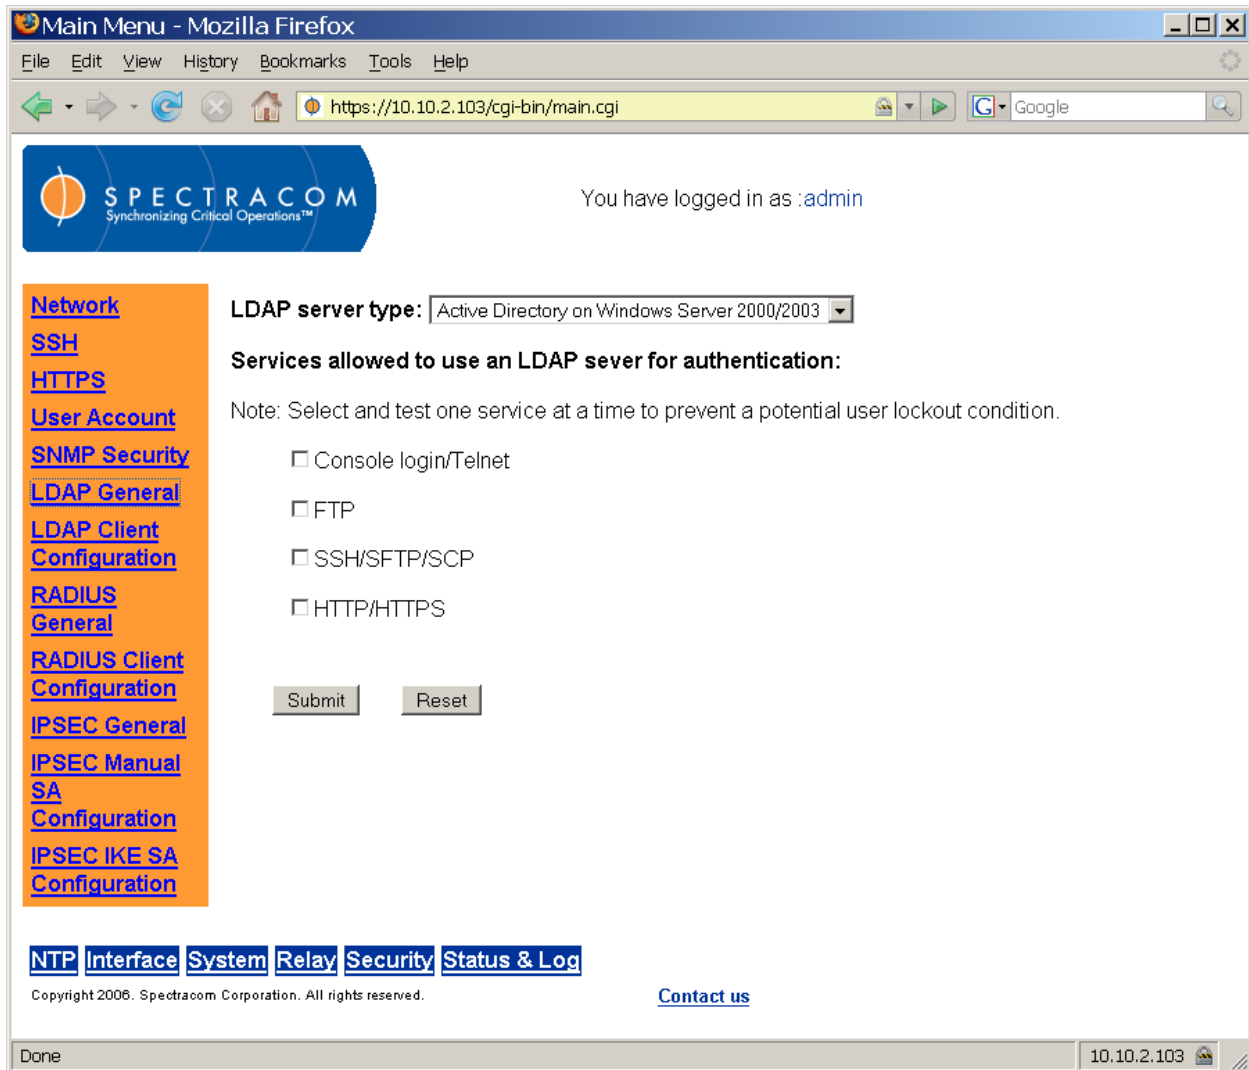 Main Menu - Mozilla Firefox
File Edit View History Bookmarks Tools Help
https://10.10.2.103/cgi-bin/main.cgi
G Google
SPECTRACOM
Synchronizing Critical Operations™
You have logged in as :admin
Network
SSH
HTTPS
User Account
SNMP Security
LDAP General
LDAP Client
Configuration
RADIUS
General
RADIUS Client
Configuration
IPSEC General
IPSEC Manual
SA
Configuration
IPSEC IKE SA
Configuration
LDAP server type: Active Directory on Windows Server 2000/2003
Services allowed to use an LDAP sever for authentication:
Note: Select and test one service at a time to prevent a potential user lockout condition.
Console login/Telnet
FTP
SSH/SFTP/SCP
HTTP/HTTPS
Submit Reset
NTP Interface System Relay Security Status & Log
Copyright 2006. Spectracom Corporation. All rights reserved.
Contact us
Done
10.10.2.103